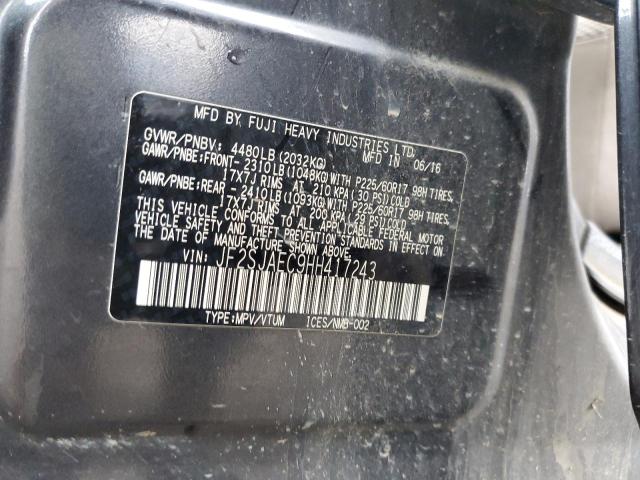 MFD BY, FUJI HEAVY INDUSTRIES LTD.
GVWR/PNBV: 4480LB(2032KG) MFD IN 06/16
GAWR/PNBE:FRONT-2310LB(1048KG)WITH P225/60R17 98H TIRES,
17X7J RIMS AT 210 KPA(30 PSI)COLD
GAWR/PNBE:REAR -2410LB(1093KG)WITH P225/60R17 98H TIRES,
17X7J RIMS AT 200 KPA(29 PSI)COLD
THIS VEHICLE CONFORMS TO ALL APPLICABLE FEDERAL MOTOR
VEHICLE SAFETY AND THEFT PREVENTION STANDARDS IN EFFECT ON
THE DATE OF MANUFACTURE SHOWN ABOVE.
VIN: JF2SJAEC9HH417243
TYPE:MPV/VTUM ICES/NMB-002